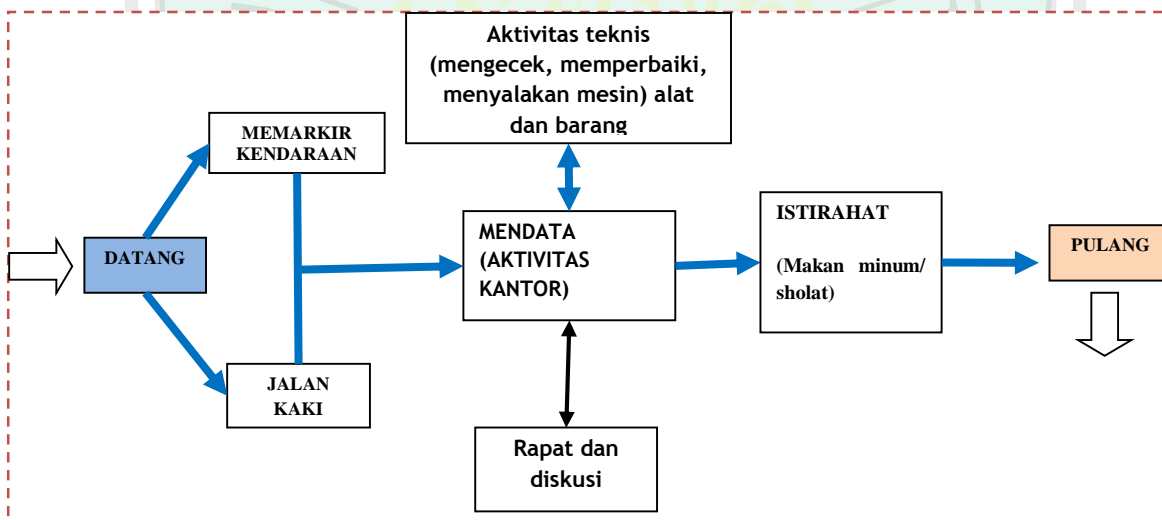 Aktivitas teknis
(mengecek, memperbaiki,
menyalakan mesin) alat
dan barang
MEMARKIR
KENDARAAN
DATANG
JALAN
KAKI
MENDATA
(AKTIVITAS
KANTOR)
Rapat dan
diskusi
ISTIRAHAT
(Makan minum/
sholat)
PULANG